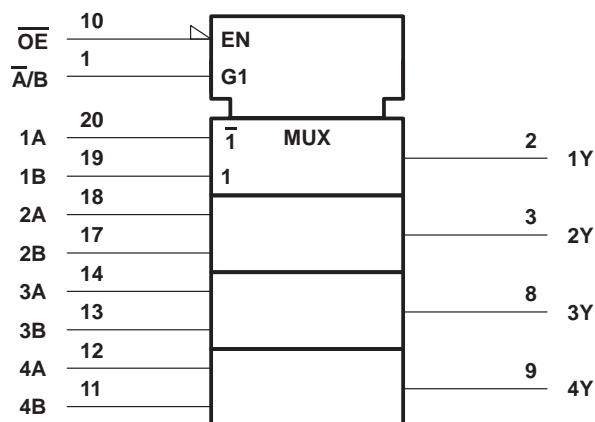 10
O̅E̅ EN
1
A̅/B G1
20
1A 1̅ MUX 2
19 1Y
1B 1
18
2A 3
17 2Y
2B
14
3A 8
13 3Y
3B
12
4A 9
11 4Y
4B